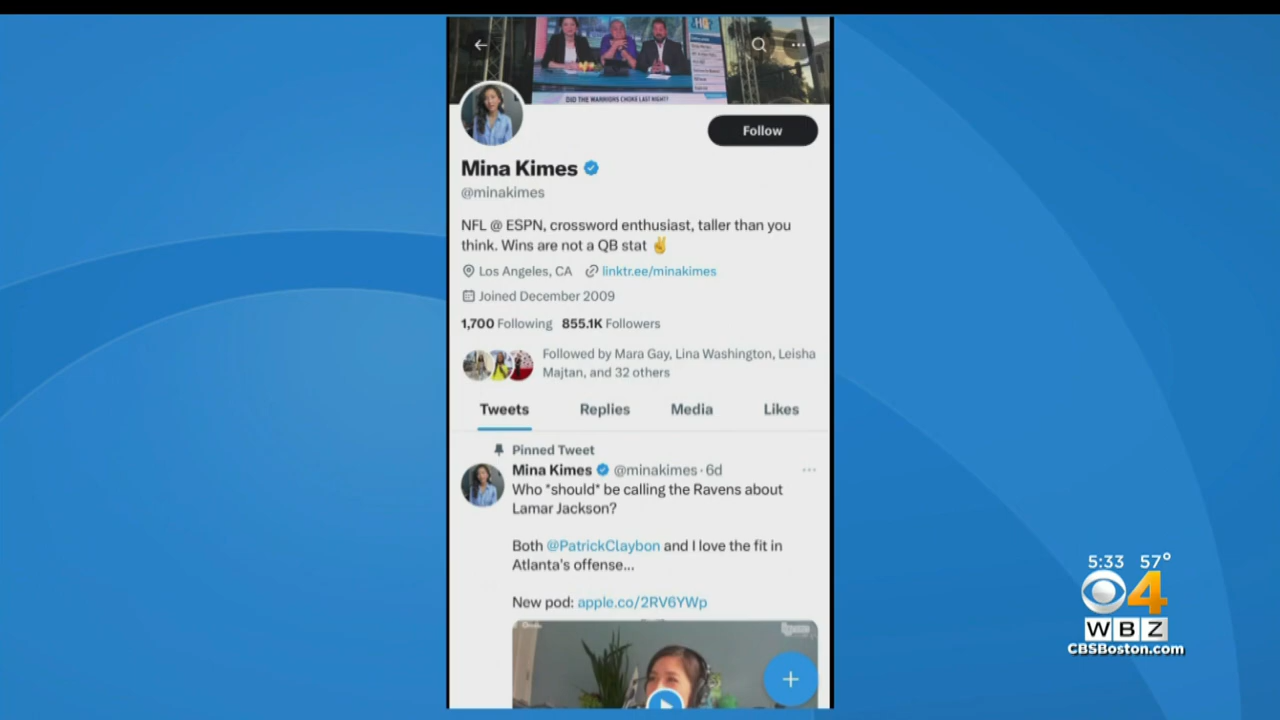 DID THE WARRIORS CHOKE LAST NIGHT?
Follow
Mina Kimes
@minakimes
NFL @ ESPN, crossword enthusiast, taller than you
think. Wins are not a QB stat ✌
Los Angeles, CA linktr.ee/minakimes
Joined December 2009
1,700 Following 855.1K Followers
Followed by Mara Gay, Lina Washington, Leisha
Majtan, and 32 others
Tweets Replies Media Likes
Pinned Tweet
Mina Kimes @minakimes · 6d
Who *should* be calling the Ravens about
Lamar Jackson?
Both @PatrickClaybon and I love the fit in
Atlanta's offense...
New pod: apple.co/2RV6YWp
5:33 57°
4
WBZ
CBSBoston.com